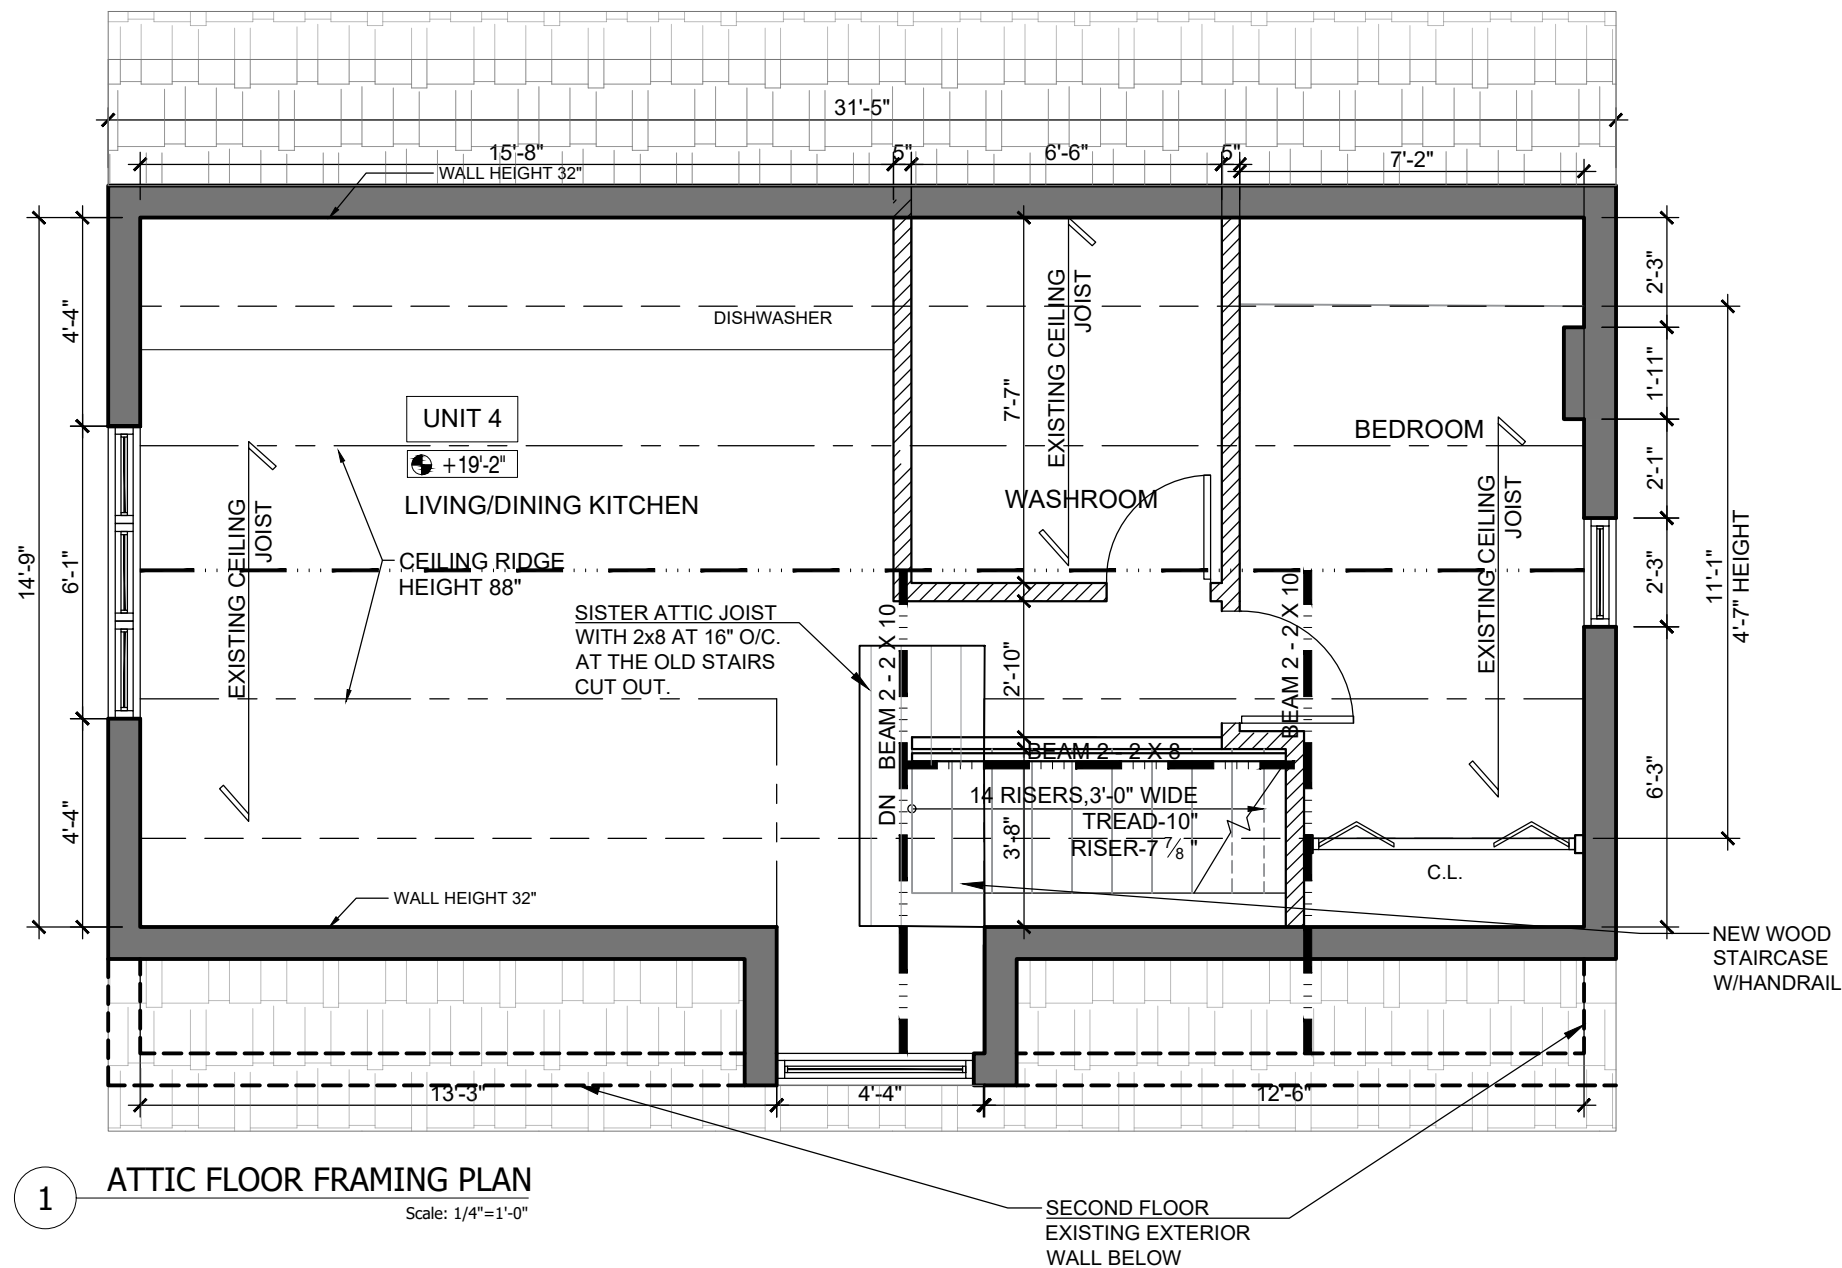 31'-5"
15'-8"
5"
6'-6"
5"
7'-2"
WALL HEIGHT 32"
14'-9"
4'-4"
6'-1"
4'-4"
EXISTING CEILING
JOIST
DISHWASHER
UNIT 4
+19'-2"
LIVING/DINING KITCHEN
CEILING RIDGE
HEIGHT 88"
SISTER ATTIC JOIST
WITH 2x8 AT 16" O/C.
AT THE OLD STAIRS
CUT OUT.
WALL HEIGHT 32"
EXISTING CEILING
JOIST
7'-7"
WASHROOM
2'-10"
3'-8"
BEAM 2 - 2 X 10
DN
BEAM 2 - 2 X 8
14 RISERS,3'-0" WIDE
TREAD-10"
RISER-7 ⅞ "
BEAM 2 - 2 X 10
BEDROOM
EXISTING CEILING
JOIST
C.L.
2'-3"
1'-11"
2'-1"
2'-3"
6'-3"
11'-1"
4'-7" HEIGHT
NEW WOOD
STAIRCASE
W/HANDRAIL
13'-3"
4'-4"
12'-6"
1
ATTIC FLOOR FRAMING PLAN
Scale: 1/4"=1'-0"
SECOND FLOOR
EXISTING EXTERIOR
WALL BELOW